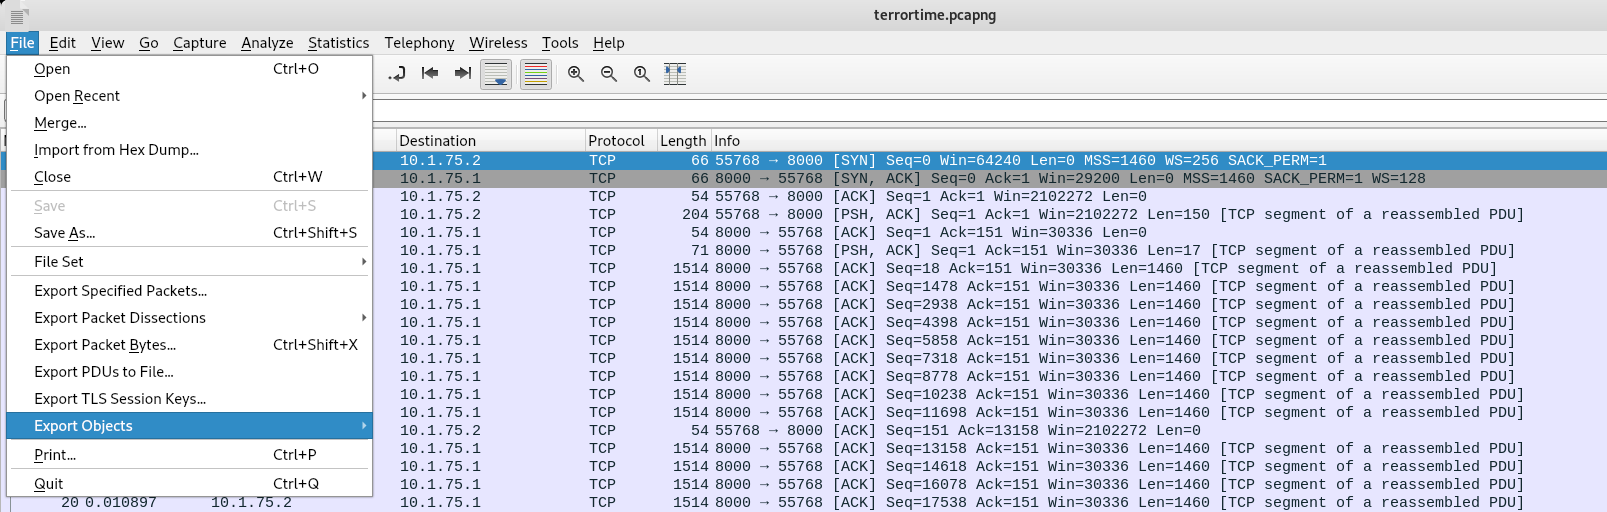 terrortime.pcapng
File Edit View Go Capture Analyze Statistics Telephony Wireless Tools Help
Open Ctrl+O
Open Recent
Merge...
Import from Hex Dump...
Close Ctrl+W
Save Ctrl+S
Save As... Ctrl+Shift+S
File Set
Export Specified Packets...
Export Packet Dissections
Export Packet Bytes... Ctrl+Shift+X
Export PDUs to File...
Export TLS Session Keys...
Export Objects
Print... Ctrl+P
Quit Ctrl+Q
Destination Protocol Length Info
10.1.75.2 TCP 66 55768 → 8000 [SYN] Seq=0 Win=64240 Len=0 MSS=1460 WS=256 SACK_PERM=1
10.1.75.1 TCP 66 8000 → 55768 [SYN, ACK] Seq=0 Ack=1 Win=29200 Len=0 MSS=1460 SACK_PERM=1 WS=128
10.1.75.2 TCP 54 55768 → 8000 [ACK] Seq=1 Ack=1 Win=2102272 Len=0
10.1.75.2 TCP 204 55768 → 8000 [PSH, ACK] Seq=1 Ack=1 Win=2102272 Len=150 [TCP segment of a reassembled PDU]
10.1.75.1 TCP 54 8000 → 55768 [ACK] Seq=1 Ack=151 Win=30336 Len=0
10.1.75.1 TCP 71 8000 → 55768 [PSH, ACK] Seq=1 Ack=151 Win=30336 Len=17 [TCP segment of a reassembled PDU]
10.1.75.1 TCP 1514 8000 → 55768 [ACK] Seq=18 Ack=151 Win=30336 Len=1460 [TCP segment of a reassembled PDU]
10.1.75.1 TCP 1514 8000 → 55768 [ACK] Seq=1478 Ack=151 Win=30336 Len=1460 [TCP segment of a reassembled PDU]
10.1.75.1 TCP 1514 8000 → 55768 [ACK] Seq=2938 Ack=151 Win=30336 Len=1460 [TCP segment of a reassembled PDU]
10.1.75.1 TCP 1514 8000 → 55768 [ACK] Seq=4398 Ack=151 Win=30336 Len=1460 [TCP segment of a reassembled PDU]
10.1.75.1 TCP 1514 8000 → 55768 [ACK] Seq=5858 Ack=151 Win=30336 Len=1460 [TCP segment of a reassembled PDU]
10.1.75.1 TCP 1514 8000 → 55768 [ACK] Seq=7318 Ack=151 Win=30336 Len=1460 [TCP segment of a reassembled PDU]
10.1.75.1 TCP 1514 8000 → 55768 [ACK] Seq=8778 Ack=151 Win=30336 Len=1460 [TCP segment of a reassembled PDU]
10.1.75.1 TCP 1514 8000 → 55768 [ACK] Seq=10238 Ack=151 Win=30336 Len=1460 [TCP segment of a reassembled PDU]
10.1.75.1 TCP 1514 8000 → 55768 [ACK] Seq=11698 Ack=151 Win=30336 Len=1460 [TCP segment of a reassembled PDU]
10.1.75.2 TCP 54 55768 → 8000 [ACK] Seq=151 Ack=13158 Win=2102272 Len=0
10.1.75.1 TCP 1514 8000 → 55768 [ACK] Seq=13158 Ack=151 Win=30336 Len=1460 [TCP segment of a reassembled PDU]
10.1.75.1 TCP 1514 8000 → 55768 [ACK] Seq=14618 Ack=151 Win=30336 Len=1460 [TCP segment of a reassembled PDU]
10.1.75.1 TCP 1514 8000 → 55768 [ACK] Seq=16078 Ack=151 Win=30336 Len=1460 [TCP segment of a reassembled PDU]
20 0.010897 10.1.75.2 10.1.75.1 TCP 1514 8000 → 55768 [ACK] Seq=17538 Ack=151 Win=30336 Len=1460 [TCP segment of a reassembled PDU]